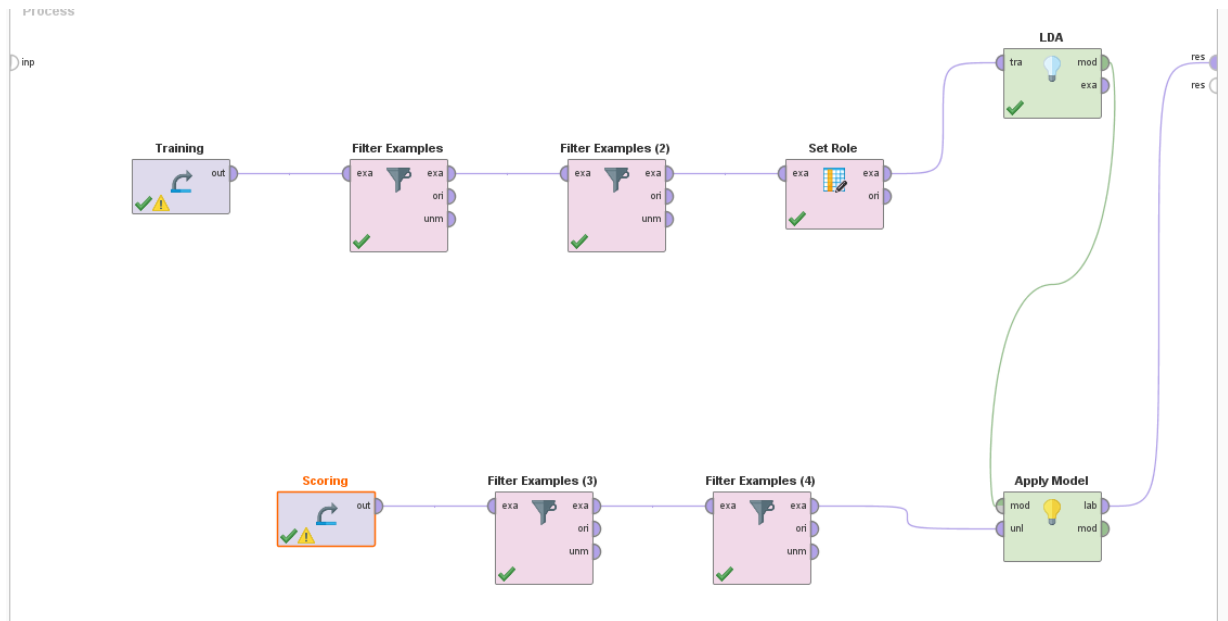 Process
LDA
inp
tra mod
exa
res
res
Training
out
Filter Examples
exa exa
ori
unm
Filter Examples (2)
exa exa
ori
unm
Set Role
exa exa
ori
Scoring
out
Filter Examples (3)
exa exa
ori
unm
Filter Examples (4)
exa exa
ori
unm
Apply Model
mod lab
unl mod